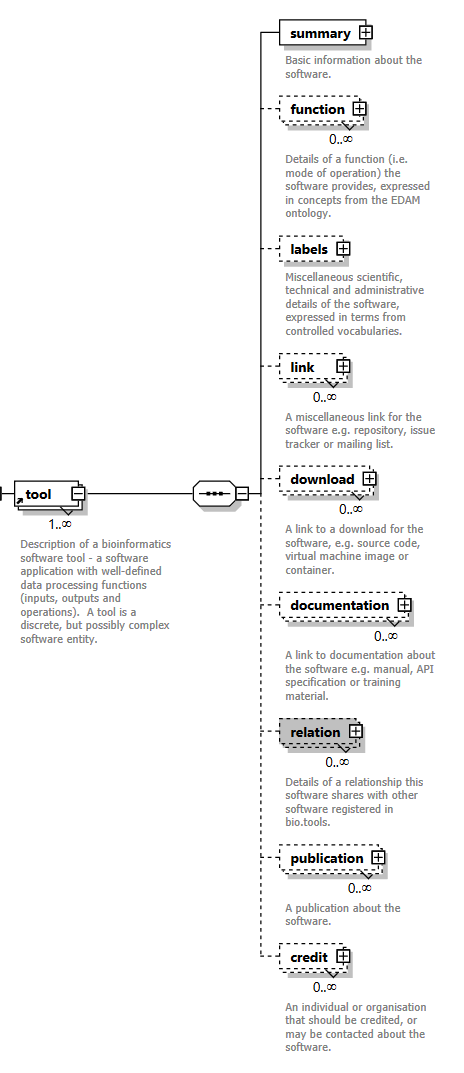 summary
Basic information about the
software.
function
0..∞
Details of a function (i.e.
mode of operation) the
software provides, expressed
in concepts from the EDAM
ontology.
labels
Miscellaneous scientific,
technical and administrative
details of the software,
expressed in terms from
controlled vocabularies.
link
0..∞
A miscellaneous link for the
software e.g. repository, issue
tracker or mailing list.
tool
1..∞
Description of a bioinformatics
software tool - a software
application with well-defined
data processing functions
(inputs, outputs and
operations).  A tool is a
discrete, but possibly complex
software entity.
download
0..∞
A link to a download for the
software, e.g. source code,
virtual machine image or
container.
documentation
0..∞
A link to documentation about
the software e.g. manual, API
specification or training
material.
relation
0..∞
Details of a relationship this
software shares with other
software registered in
bio.tools.
publication
0..∞
A publication about the
software.
credit
0..∞
An individual or organisation
that should be credited, or
may be contacted about the
software.